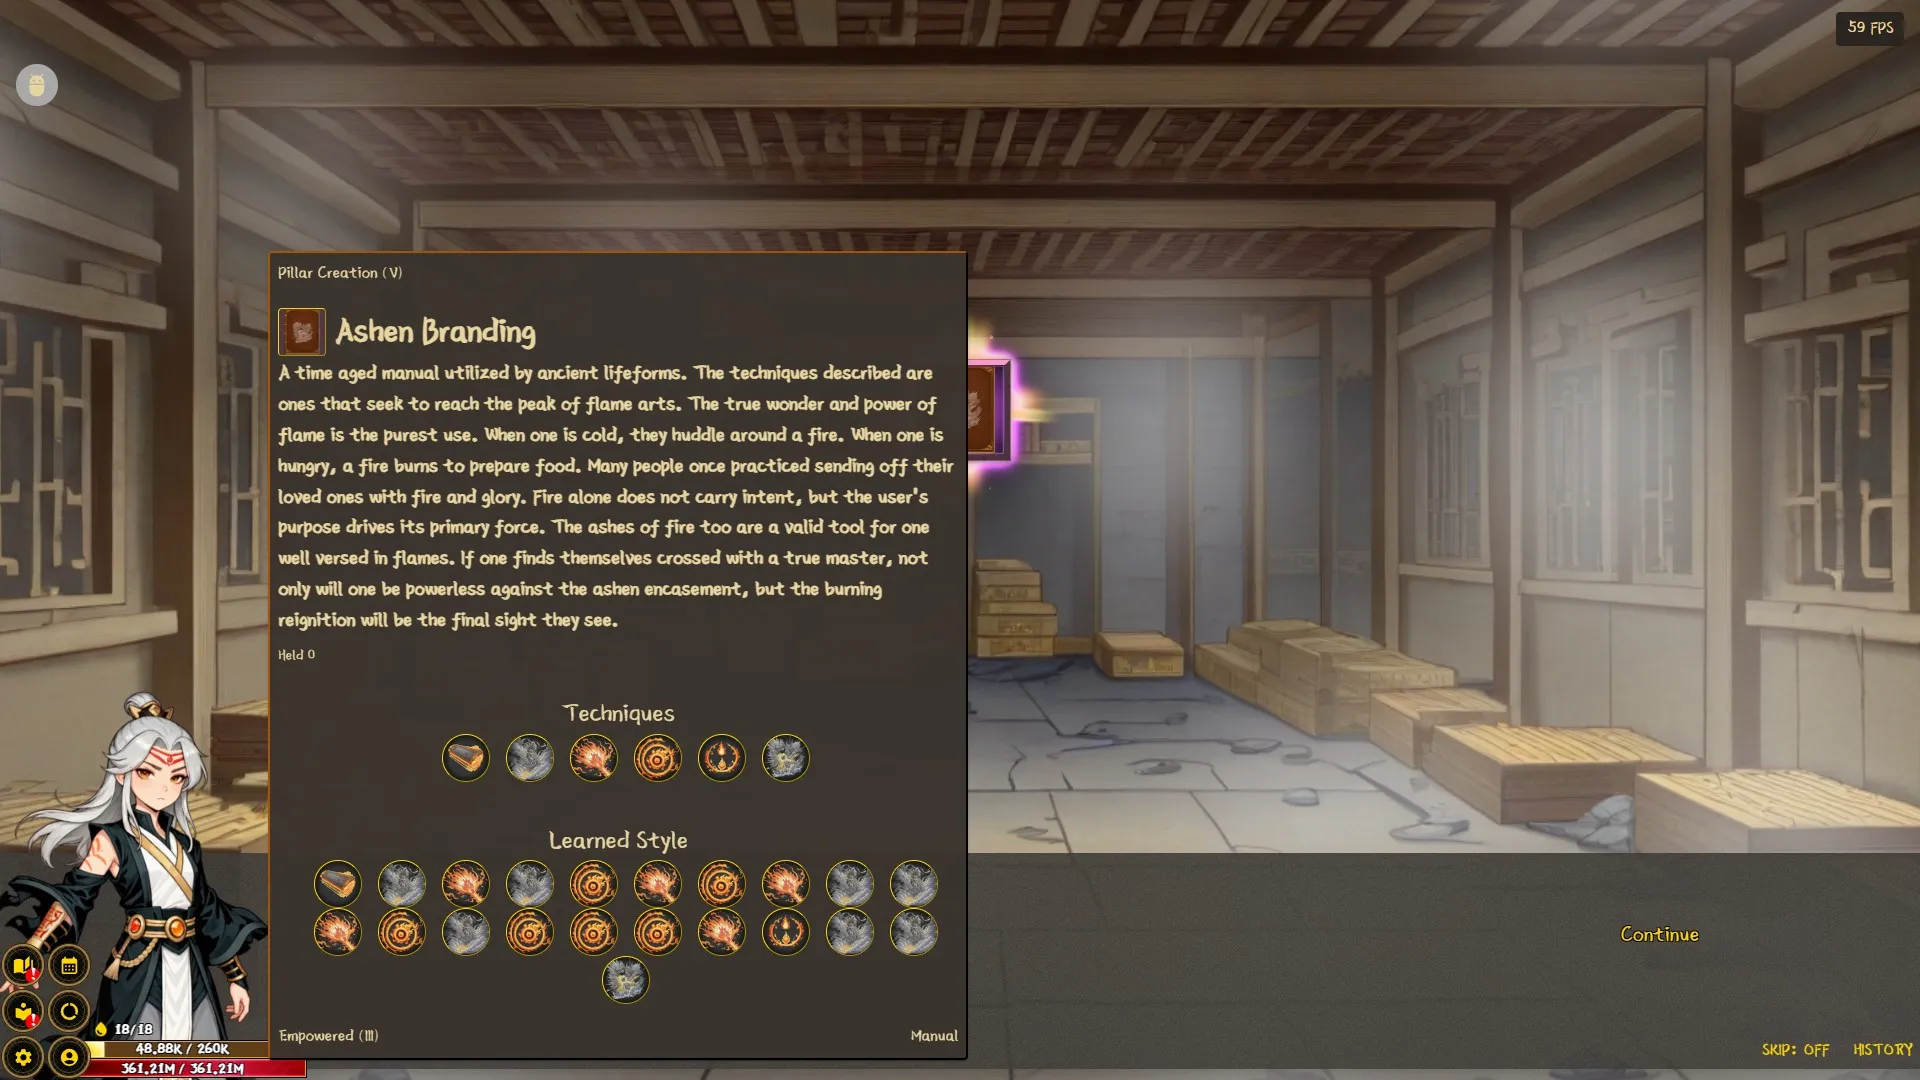 59 FPS
Pillar Creation (V)
Ashen Branding
A time aged manual utilized by ancient lifeforms. The techniques described are
ones that seek to reach the peak of flame arts. The true wonder and power of
flame is the purest use. When one is cold, they huddle around a fire. When one is
hungry, a fire burns to prepare food. Many people once practiced sending off their
loved ones with fire and glory. Fire alone does not carry intent, but the user's
purpose drives its primary force. The ashes of fire too are a valid tool for one
well versed in flames. If one finds themselves crossed with a true master, not
only will one be powerless against the ashen encasement, but the burning
reignition will be the final sight they see.
Held 0
Techniques
Learned Style
Empowered (III)
Manual
Continue
18/18
48.88K / 260K
361.21M / 361.21M
SKIP: OFF
HISTORY